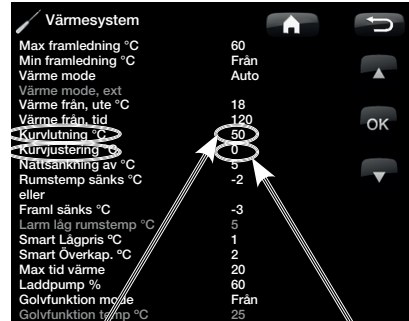 Värmesystem
Max framledning °C 60
Min framledning °C Från
Värme mode Auto
Värme mode, ext
Värme från, ute °C 18
Värme från, tid 120
Kurvlutning °C 50
Kurvjustering °C 0
Nattsänkning av °C 5
Rumstemp sänks °C -2
eller
Framl sänks °C -3
Larm låg rumstemp °C 5
Smart Lågpris ºC 1
Smart Överkap. ºC 2
Max tid värme 20
Laddpump % 60
Golvfunktion mode Från
Golvfunktion temp °C 25
OK